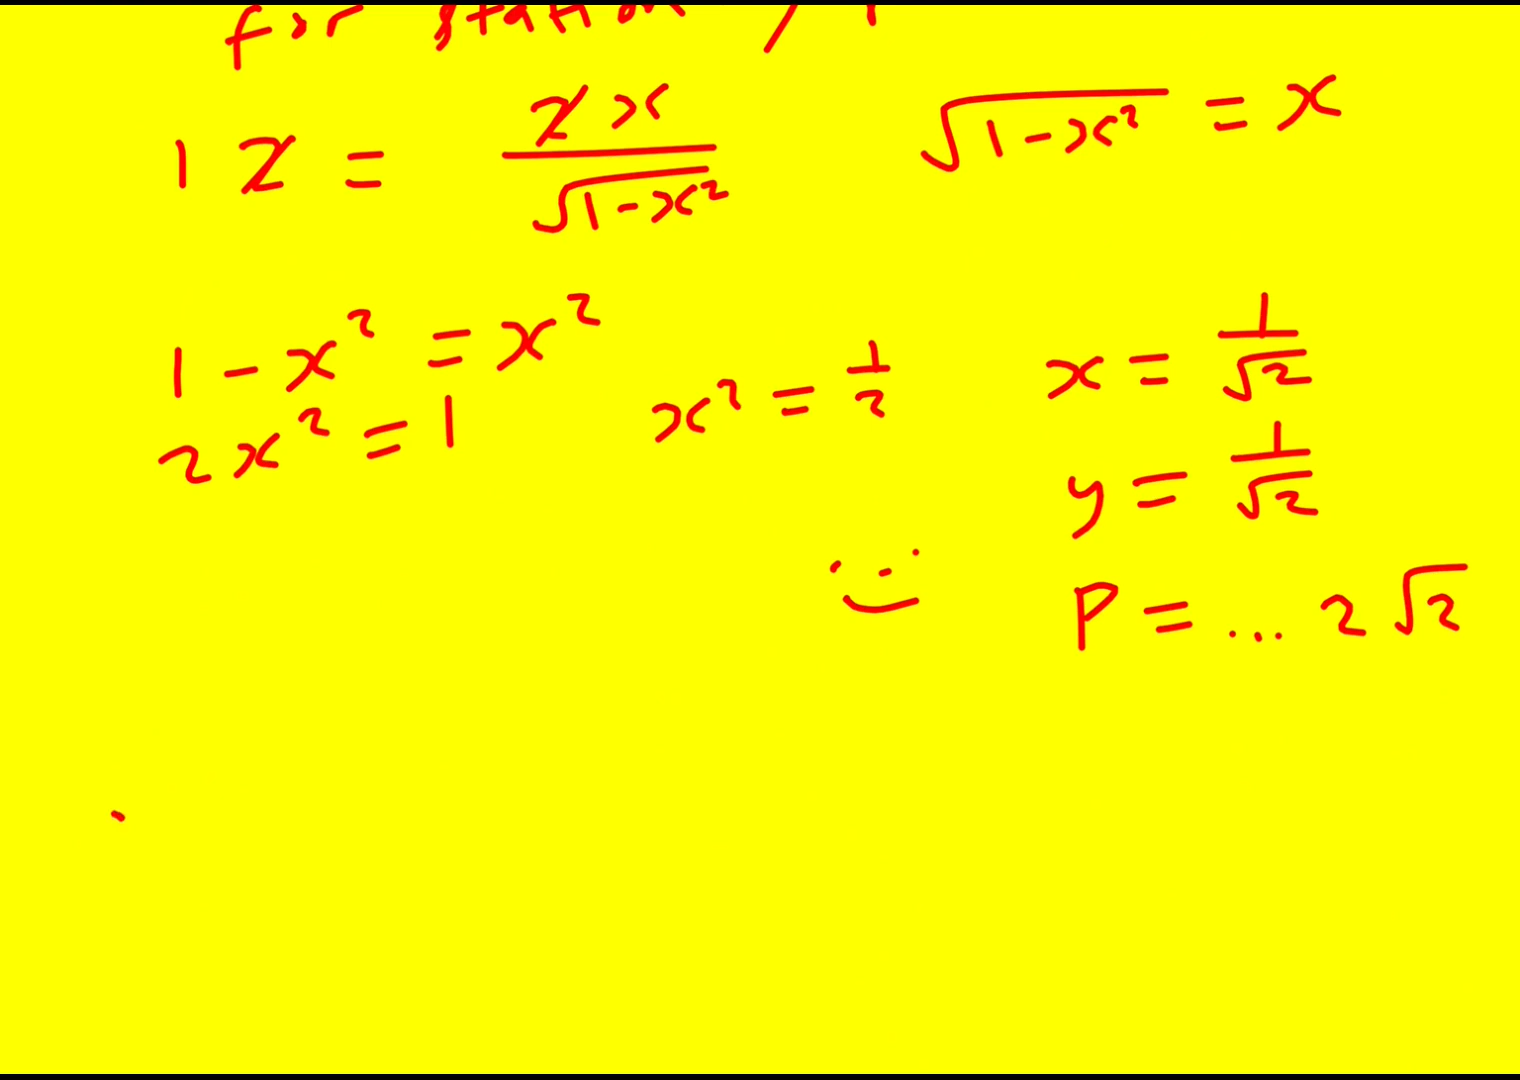 for station
1 2 = 2x / √(1-x²)    √(1-x²) = x
1 - x² = x²
2x² = 1    x² = 1/2    x = 1/√2
y = 1/√2
P = ... 2√2